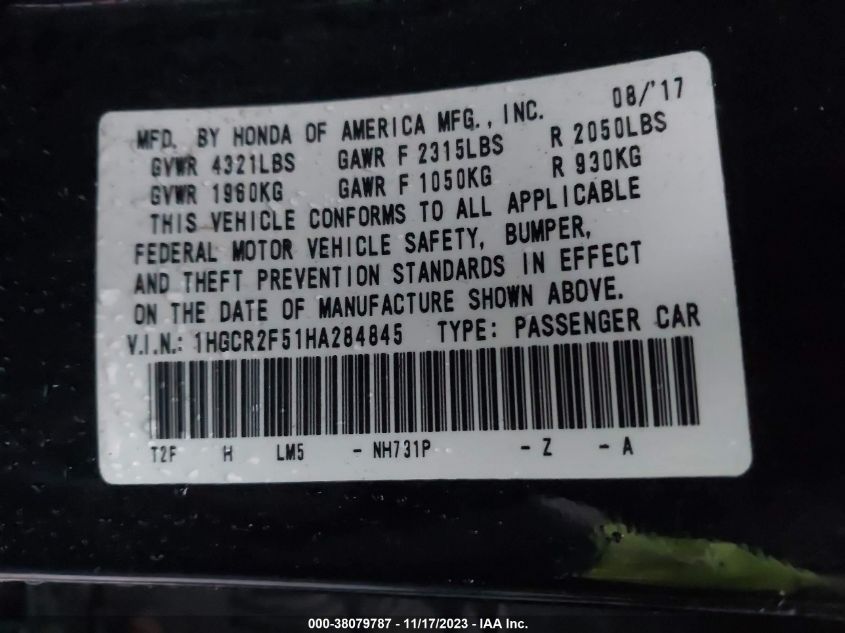 08/'17
MFD. BY HONDA OF AMERICA MFG., INC.
GVWR 4321LBS GAWR F 2315LBS R 2050LBS
GVWR 1960KG GAWR F 1050KG R 930KG
THIS VEHICLE CONFORMS TO ALL APPLICABLE
FEDERAL MOTOR VEHICLE SAFETY, BUMPER,
AND THEFT PREVENTION STANDARDS IN EFFECT
ON THE DATE OF MANUFACTURE SHOWN ABOVE.
V.I.N.: 1HGCR2F51HA284845 TYPE: PASSENGER CAR
T2F H LM5 - NH731P - Z - A
000-38079787 - 11/17/2023 - IAA Inc.